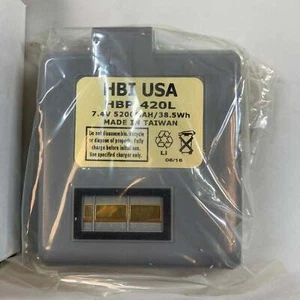 HBI USA
HBP 420L
7.4V 5200MAH/38.5Wh
MADE IN TAIWAN
Do not disassemble, recycle
or dispose of properly. Fully
charge before initial use.
Use specified charger only.
Li